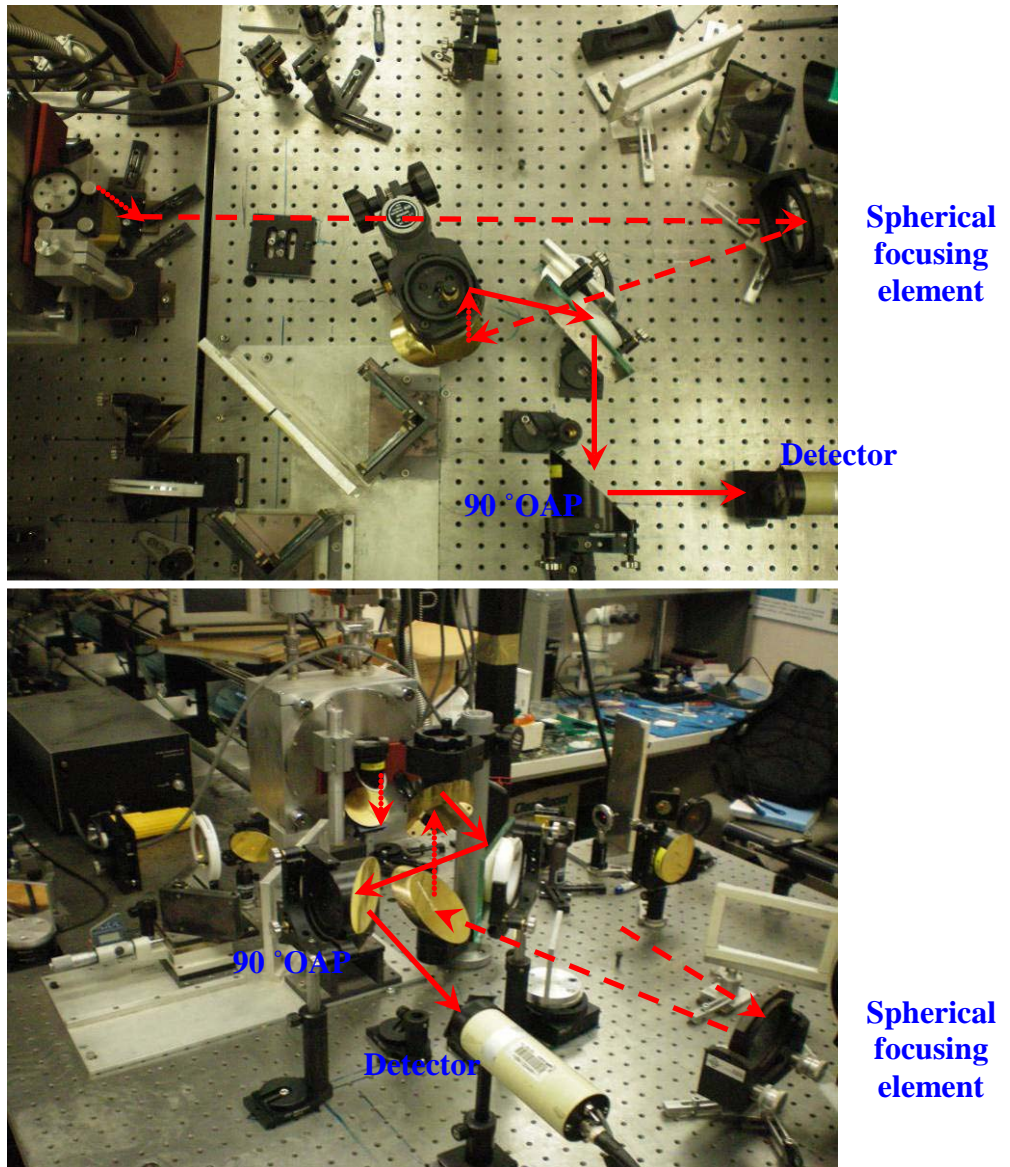 Spherical
focusing
element
Detector
90 ˚OAP
90 ˚OAP
Detector
Spherical
focusing
element